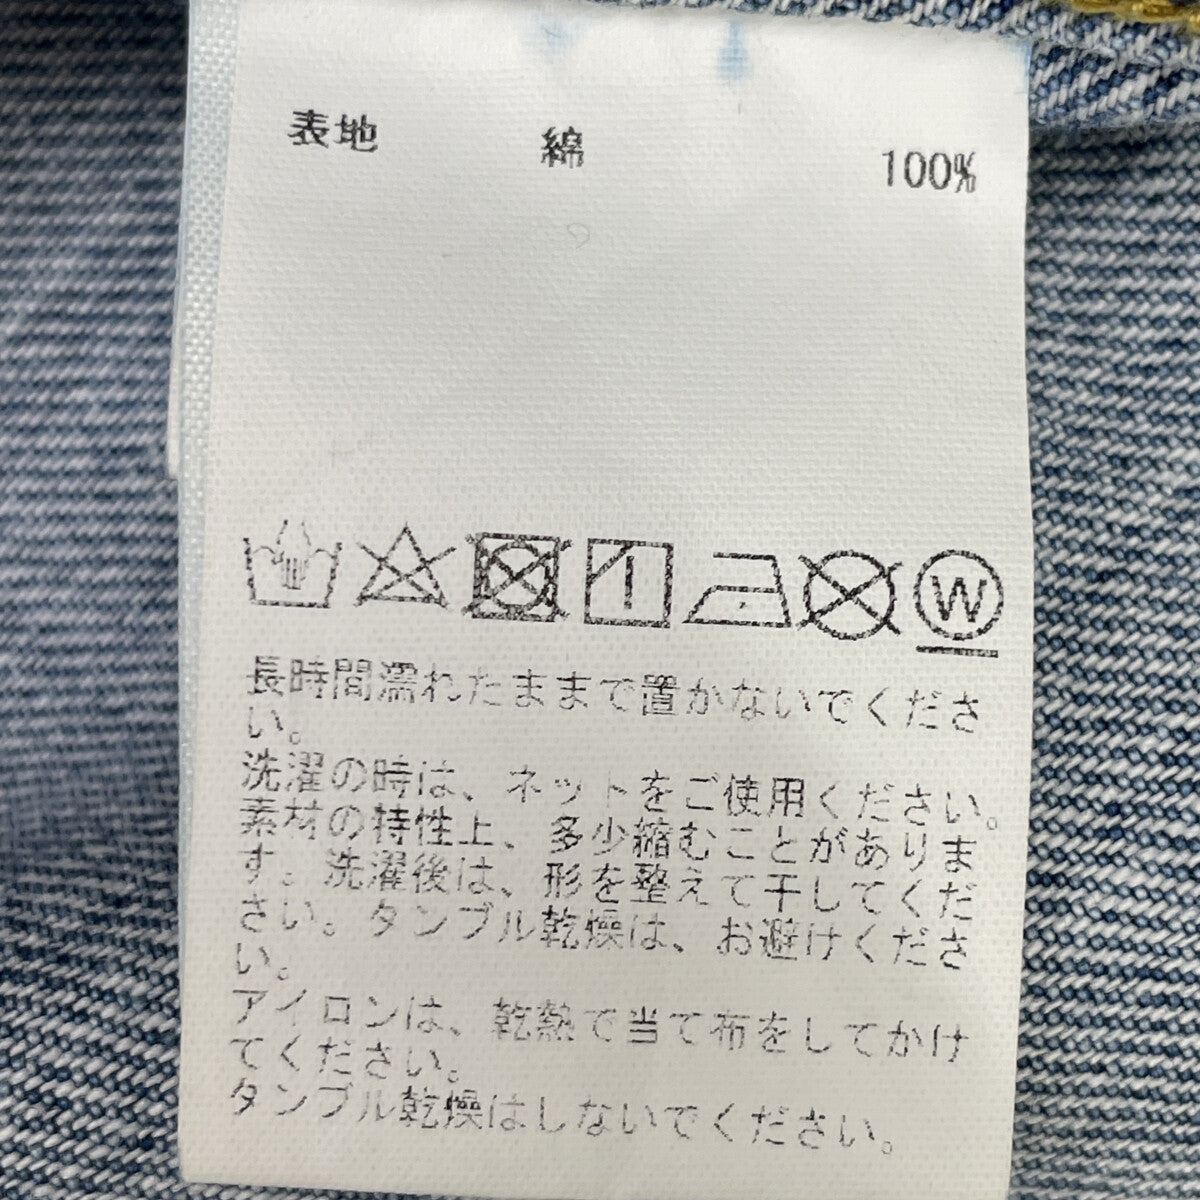 表地 綿 100%
W
長時間濡れたままで置かないでくださ
い。
洗濯の時は、ネットをご使用ください。
素材の特性上、多少縮むことがありま
す。洗濯後は、形を整えて干してくだ
さい。タンブル乾燥は、お避けくださ
い。
アイロンは、乾熱で当て布をしてかけ
てください。
タンブル乾燥はしないでください。